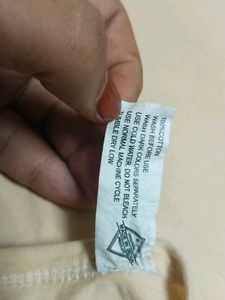 100% COTTON
WASH BEFORE USE
WASH DARK COLORS SEPARATELY
USE COLD WATER. DO NOT BLEACH
USE NORMAL MACHINE CYCLE
TUMBLE DRY LOW